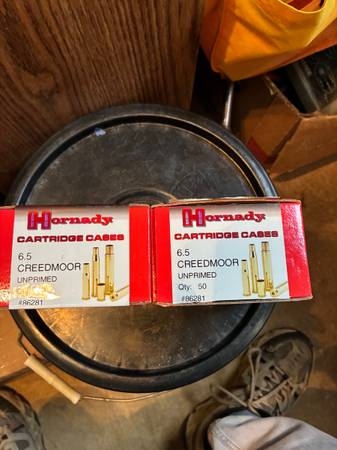 Hornady
CARTRIDGE CASES
6.5
CREEDMOOR
UNPRIMED
#86281
Hornady
CARTRIDGE CASES
6.5
CREEDMOOR
UNPRIMED
Qty: 50
#86281